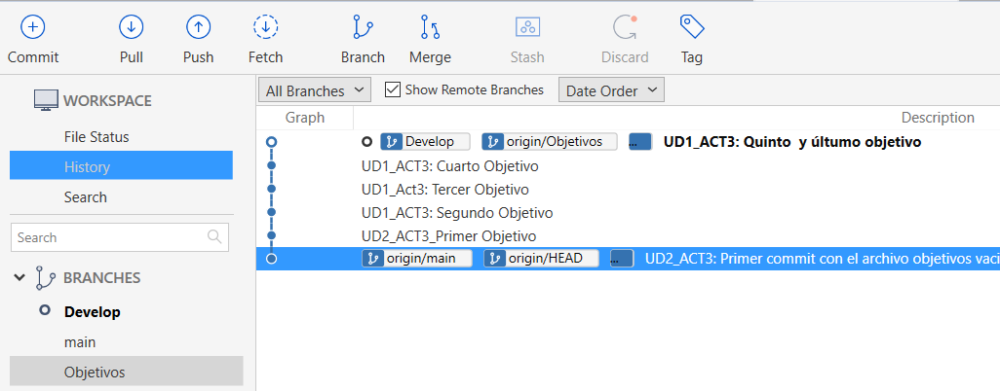 Commit Pull Push Fetch Branch Merge Stash Discard Tag
WORKSPACE
File Status
History
Search
Search
BRANCHES
Develop
main
Objetivos
All Branches Show Remote Branches Date Order
Graph Description
Develop origin/Objetivos ... UD1_ACT3: Quinto y últumo objetivo
UD1_ACT3: Cuarto Objetivo
UD1_Act3: Tercer Objetivo
UD1_ACT3: Segundo Objetivo
UD2_ACT3_Primer Objetivo
origin/main origin/HEAD ... UD2_ACT3: Primer commit con el archivo objetivos vaci